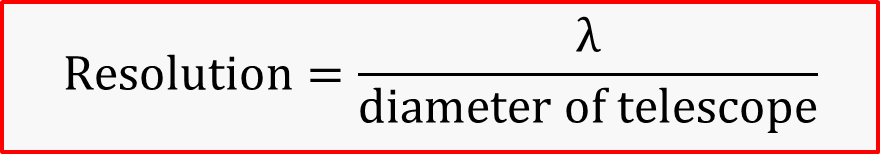 Resolution = λ
diameter of telescope